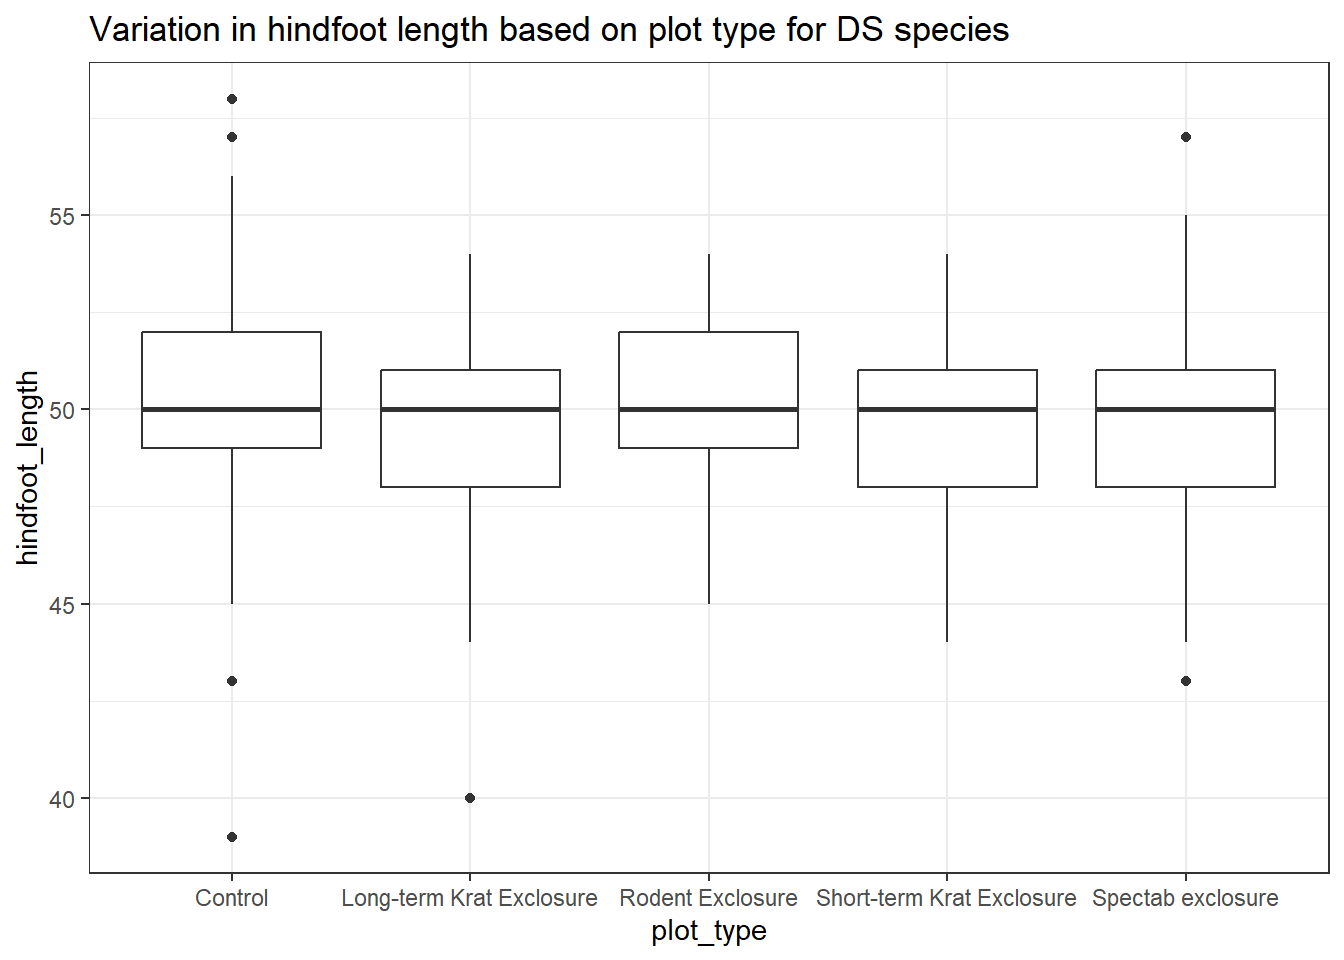 Variation in hindfoot length based on plot type for DS species
hindfoot_length
55
50
45
40
Control Long-term Krat Exclosure Rodent Exclosure Short-term Krat Exclosure Spectab exclosure
plot_type